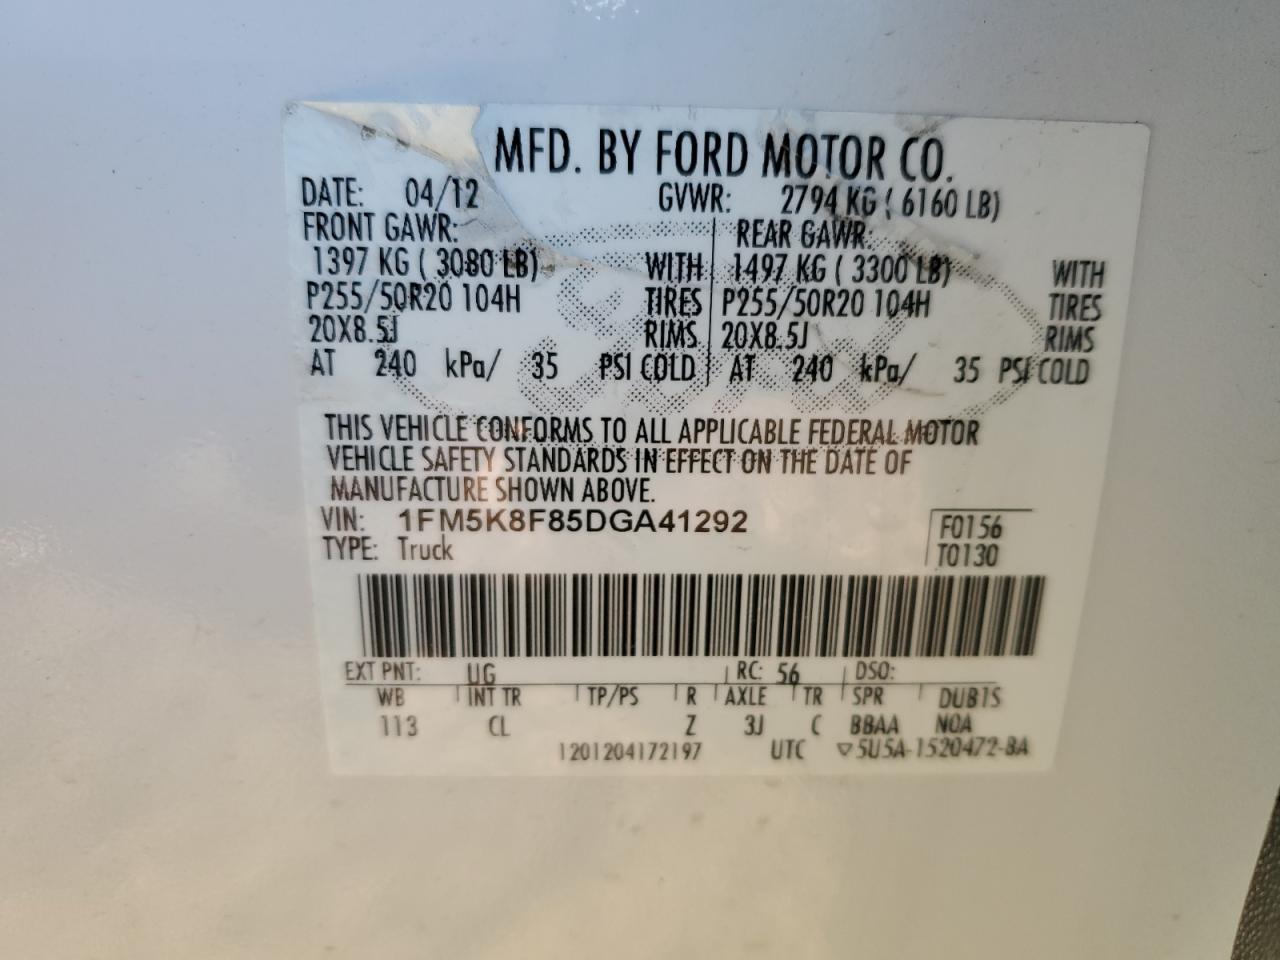 MFD. BY FORD MOTOR CO.
DATE: 04/12 GVWR: 2794 KG ( 6160 LB)
FRONT GAWR: REAR GAWR:
1397 KG ( 3080 LB) WITH 1497 KG ( 3300 LB) WITH
P255/50R20 104H TIRES P255/50R20 104H TIRES
20X8.5J RIMS 20X8.5J RIMS
AT 240 kPa/ 35 PSI COLD AT 240 kPa/ 35 PSI COLD
THIS VEHICLE CONFORMS TO ALL APPLICABLE FEDERAL MOTOR
VEHICLE SAFETY STANDARDS IN EFFECT ON THE DATE OF
MANUFACTURE SHOWN ABOVE.
VIN: 1FM5K8F85DGA41292 F0156
TYPE: Truck T0130
EXT PNT: UG RC: 56 DSO:
WB INT TR TP/PS R AXLE TR SPR DUB1S
113 CL Z 3J C BBAA NOA
1201204172197 UTC ▽5U5A-1520472-BA